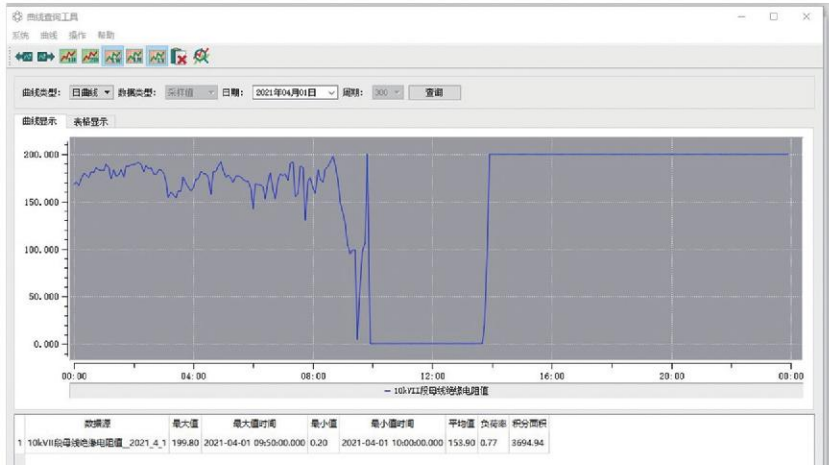 曲线查询工具
系统 曲线 操作 帮助
曲线类型: 日曲线 数据类型: 采样值 日期: 2021年04月01日 周期: 300 查询
曲线显示 表格显示
200.000
150.000
100.000
50.000
0.000
00:00 04:00 08:00 12:00 16:00 20:00 00:00
10kVII段母线绝缘电阻值
数据源 最大值 最大值时间 最小值 最小值时间 平均值 负荷率 积分面积
1 10kVII段母线绝缘电阻值_2021_4_1 199.80 2021-04-01 09:50:00.000 0.20 2021-04-01 10:00:00.000 153.90 0.77 3694.94